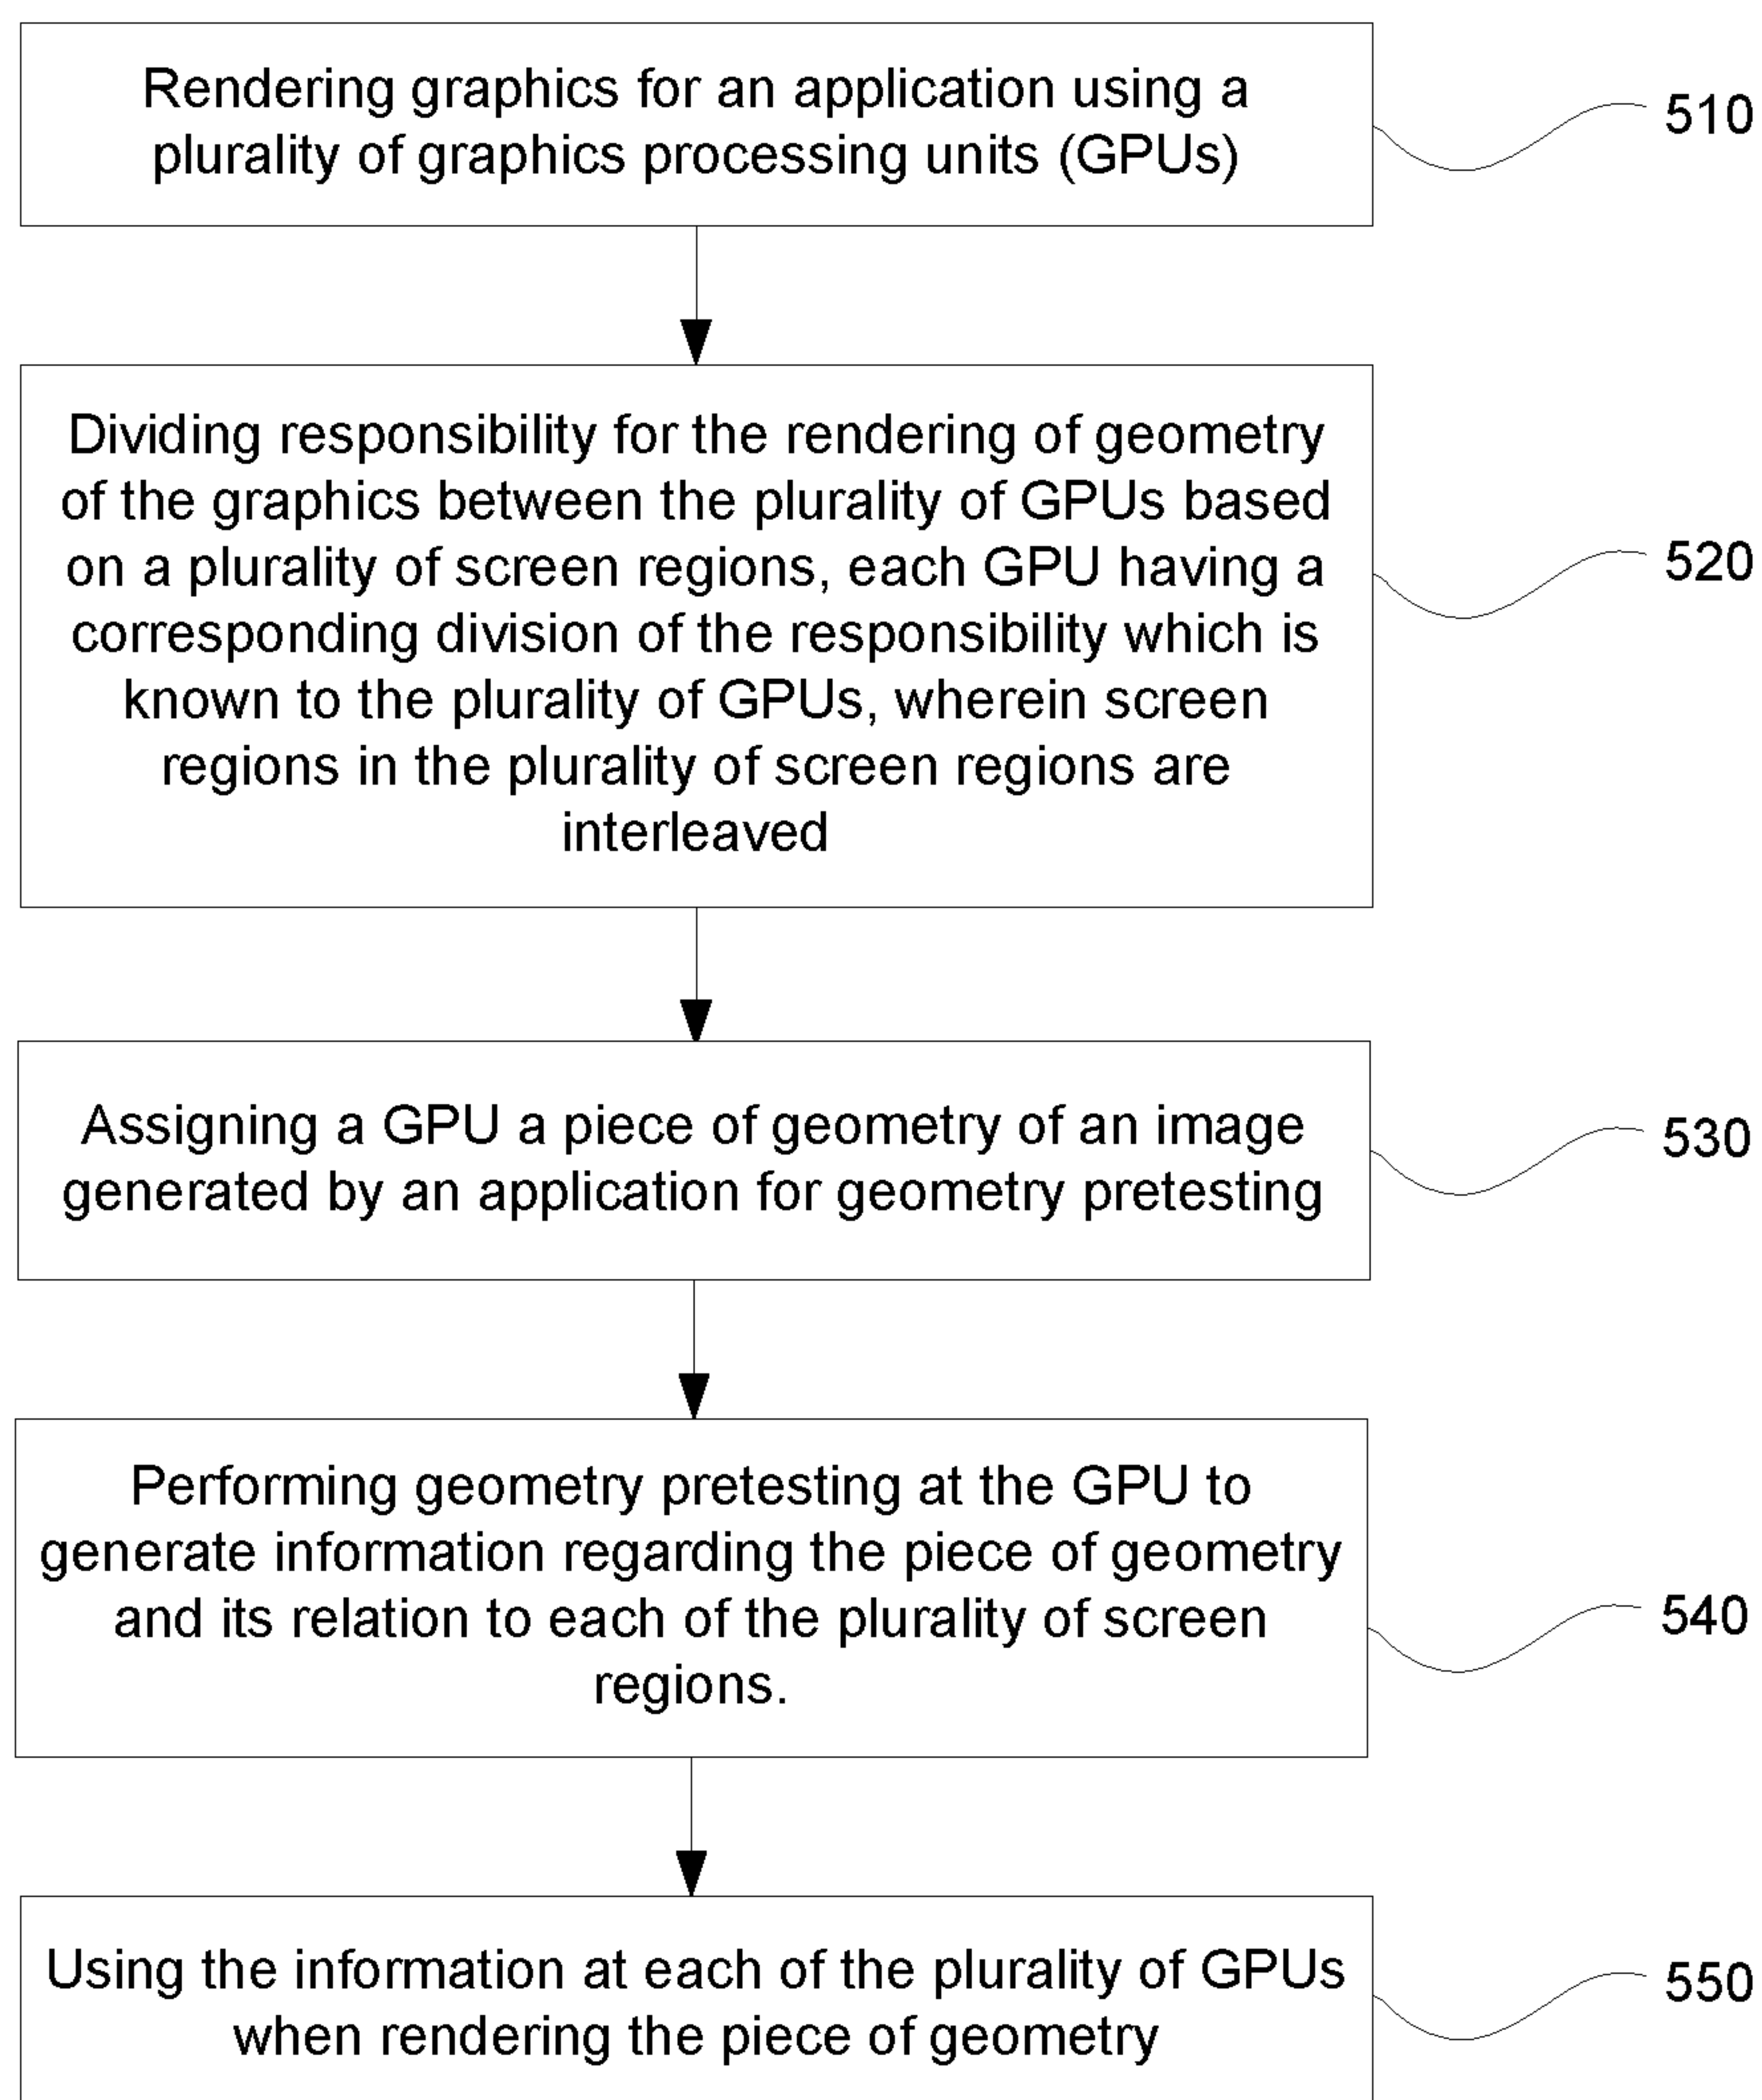 Rendering graphics for an application using a
plurality of graphics processing units (GPUs)
510
Dividing responsibility for the rendering of geometry
of the graphics between the plurality of GPUs based
on a plurality of screen regions, each GPU having a
corresponding division of the responsibility which is
known to the plurality of GPUs, wherein screen
regions in the plurality of screen regions are
interleaved
520
Assigning a GPU a piece of geometry of an image
generated by an application for geometry pretesting
530
Performing geometry pretesting at the GPU to
generate information regarding the piece of geometry
and its relation to each of the plurality of screen
regions.
540
Using the information at each of the plurality of GPUs
when rendering the piece of geometry
550